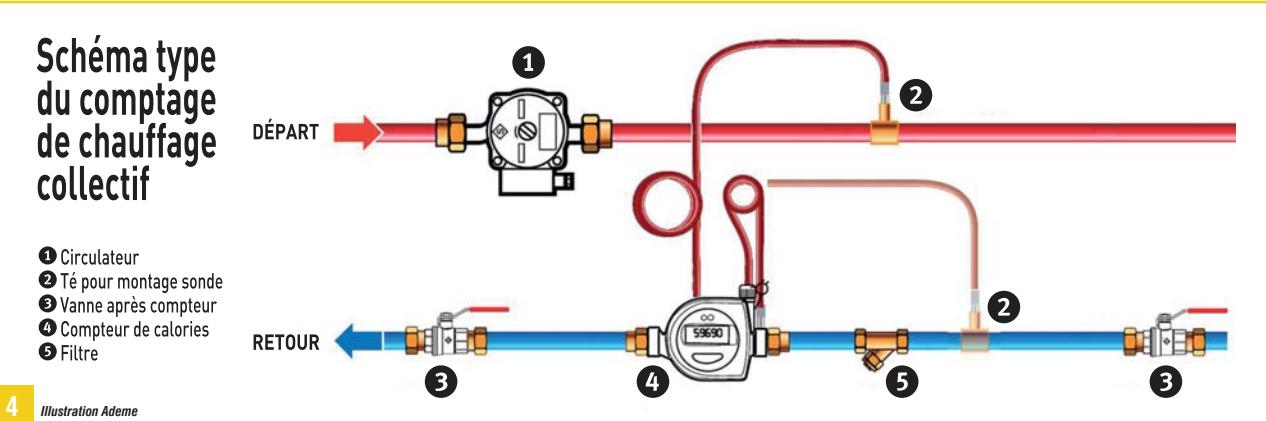 Schéma type
du comptage
de chauffage
collectif
❶ Circulateur
❷ Té pour montage sonde
❸ Vanne après compteur
❹ Compteur de calories
❺ Filtre
1
2
DÉPART
59690
2
RETOUR
3
4
5
3
4
Illustration Ademe